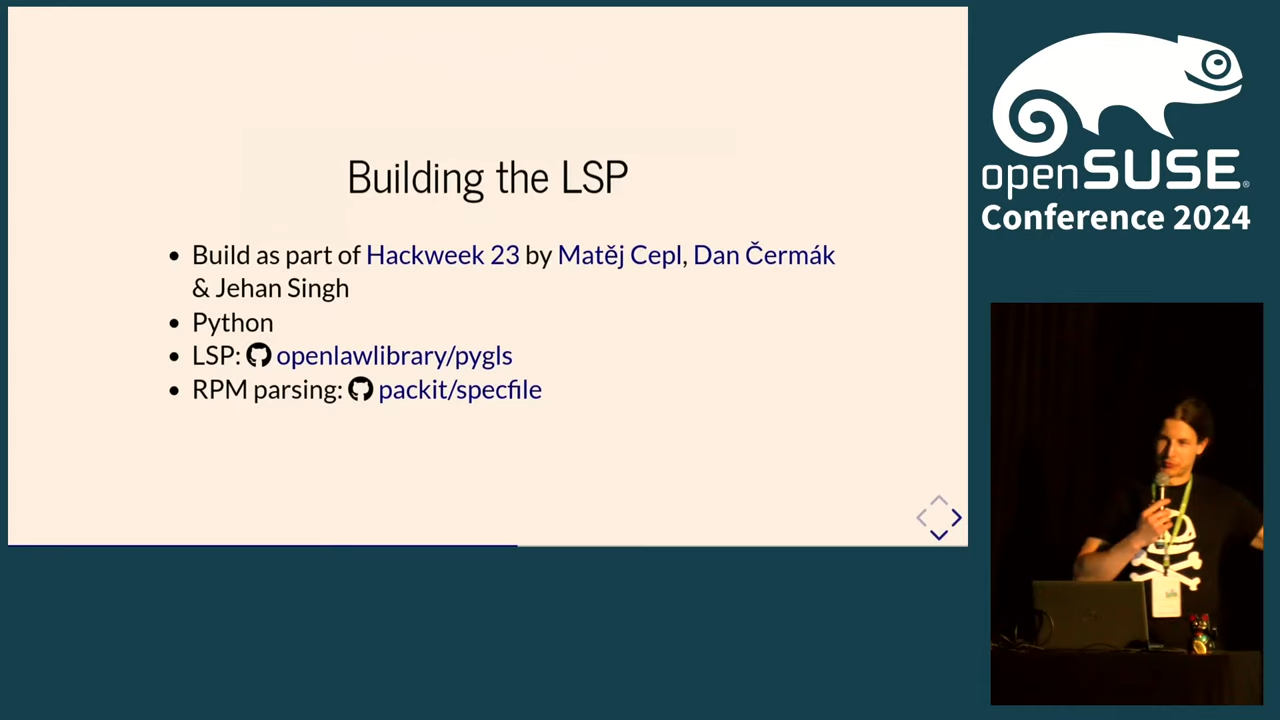 Building the LSP
Build as part of Hackweek 23 by Matěj Cepl, Dan Čermák
& Jehan Singh
Python
LSP: openlawlibrary/pygls
RPM parsing: packit/specfile
openSUSE®
Conference 2024